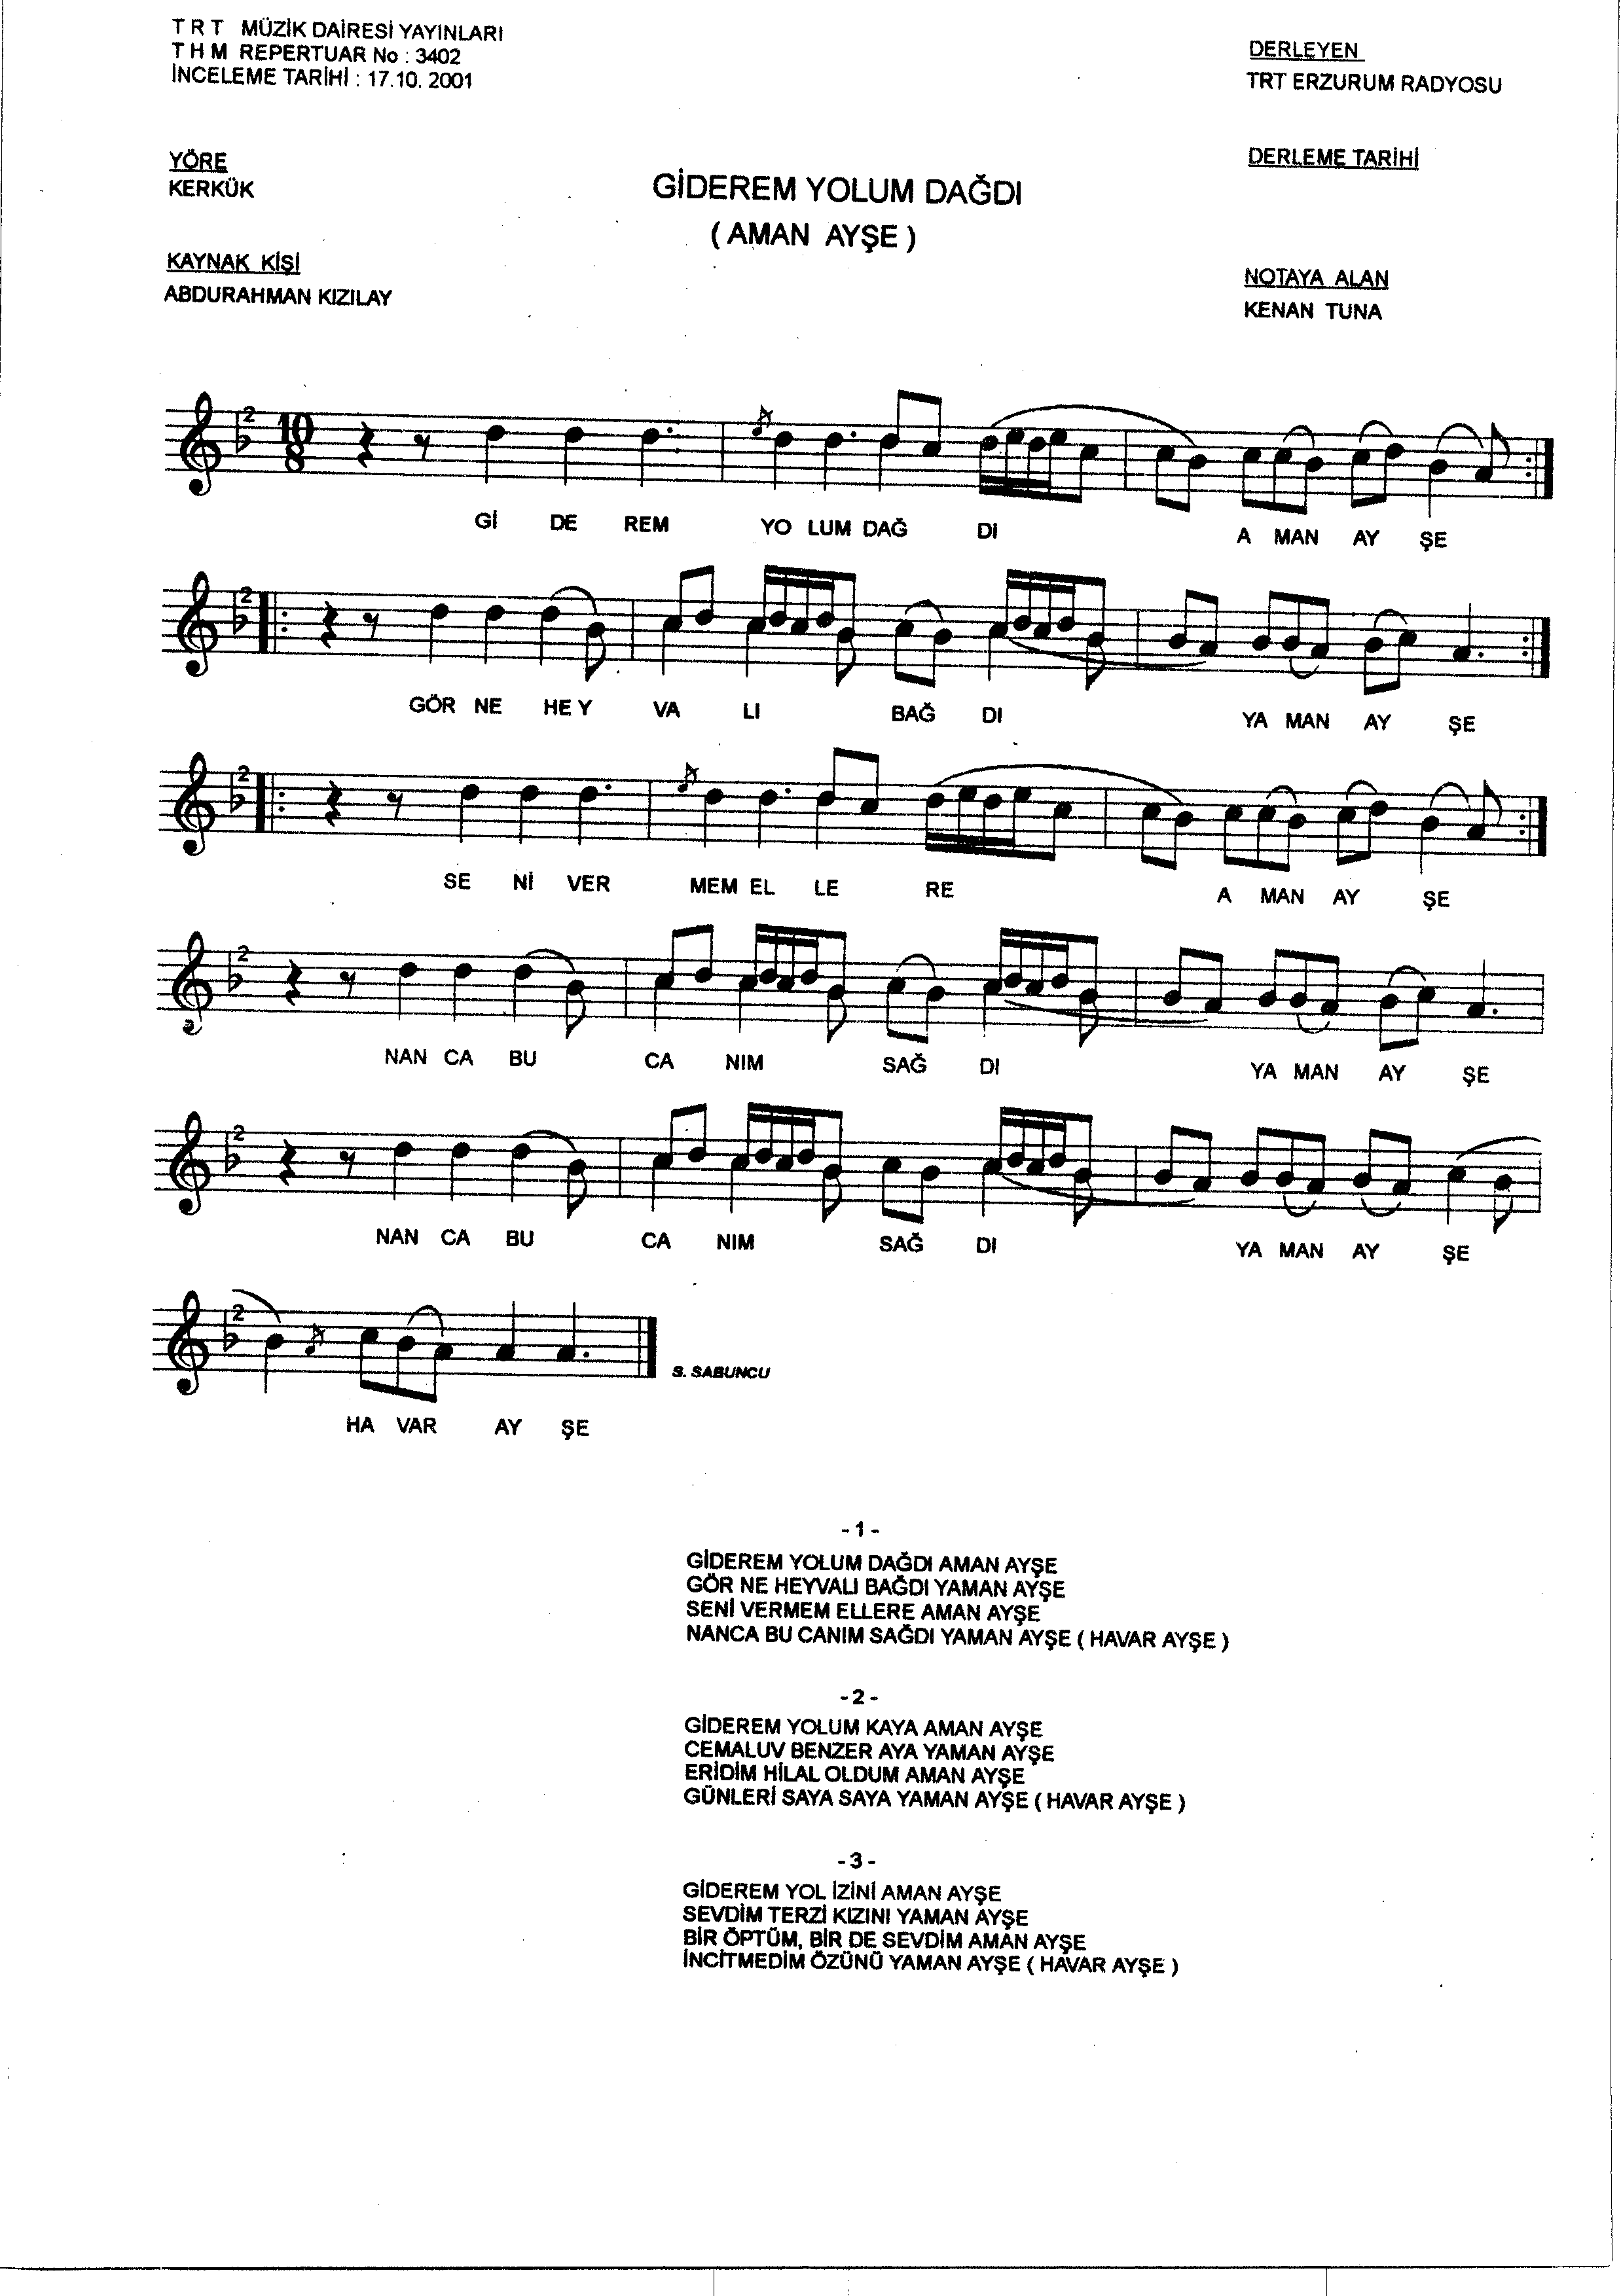 T R T MÜZİK DAİRESİ YAYINLARI
T H M REPERTUAR No : 3402
İNCELEME TARİHİ : 17.10. 2001
DERLEYEN
TRT ERZURUM RADYOSU
YÖRE
KERKÜK
DERLEME TARİHİ
GİDEREM YOLUM DAĞDI
( AMAN AYŞE )
KAYNAK KİŞİ
ABDURAHMAN KIZILAY
NOTAYA ALAN
KENAN TUNA
2
10
8
Gİ DE REM YO LUM DAĞ DI A MAN AY ŞE
2
GÖR NE HEY VA LI BAĞ DI YA MAN AY ŞE
2
SE Nİ VER MEM EL LE RE A MAN AY ŞE
2
NAN CA BU CA NIM SAĞ DI YA MAN AY ŞE
2
NAN CA BU CA NIM SAĞ DI YA MAN AY ŞE
2
S. SABUNCU
HA VAR AY ŞE
- 1 -
GİDEREM YOLUM DAĞDI AMAN AYŞE
GÖR NE HEYVALI BAĞDI YAMAN AYŞE
SENİ VERMEM ELLERE AMAN AYŞE
NANCA BU CANIM SAĞDI YAMAN AYŞE ( HAVAR AYŞE )
- 2 -
GİDEREM YOLUM KAYA AMAN AYŞE
CEMALUV BENZER AYA YAMAN AYŞE
ERİDİM HİLAL OLDUM AMAN AYŞE
GÜNLERİ SAYA SAYA YAMAN AYŞE ( HAVAR AYŞE )
- 3 -
GİDEREM YOL İZİNİ AMAN AYŞE
SEVDİM TERZİ KIZINI YAMAN AYŞE
BİR ÖPTÜM, BİR DE SEVDİM AMAN AYŞE
İNCİTMEDİM ÖZÜNÜ YAMAN AYŞE ( HAVAR AYŞE )